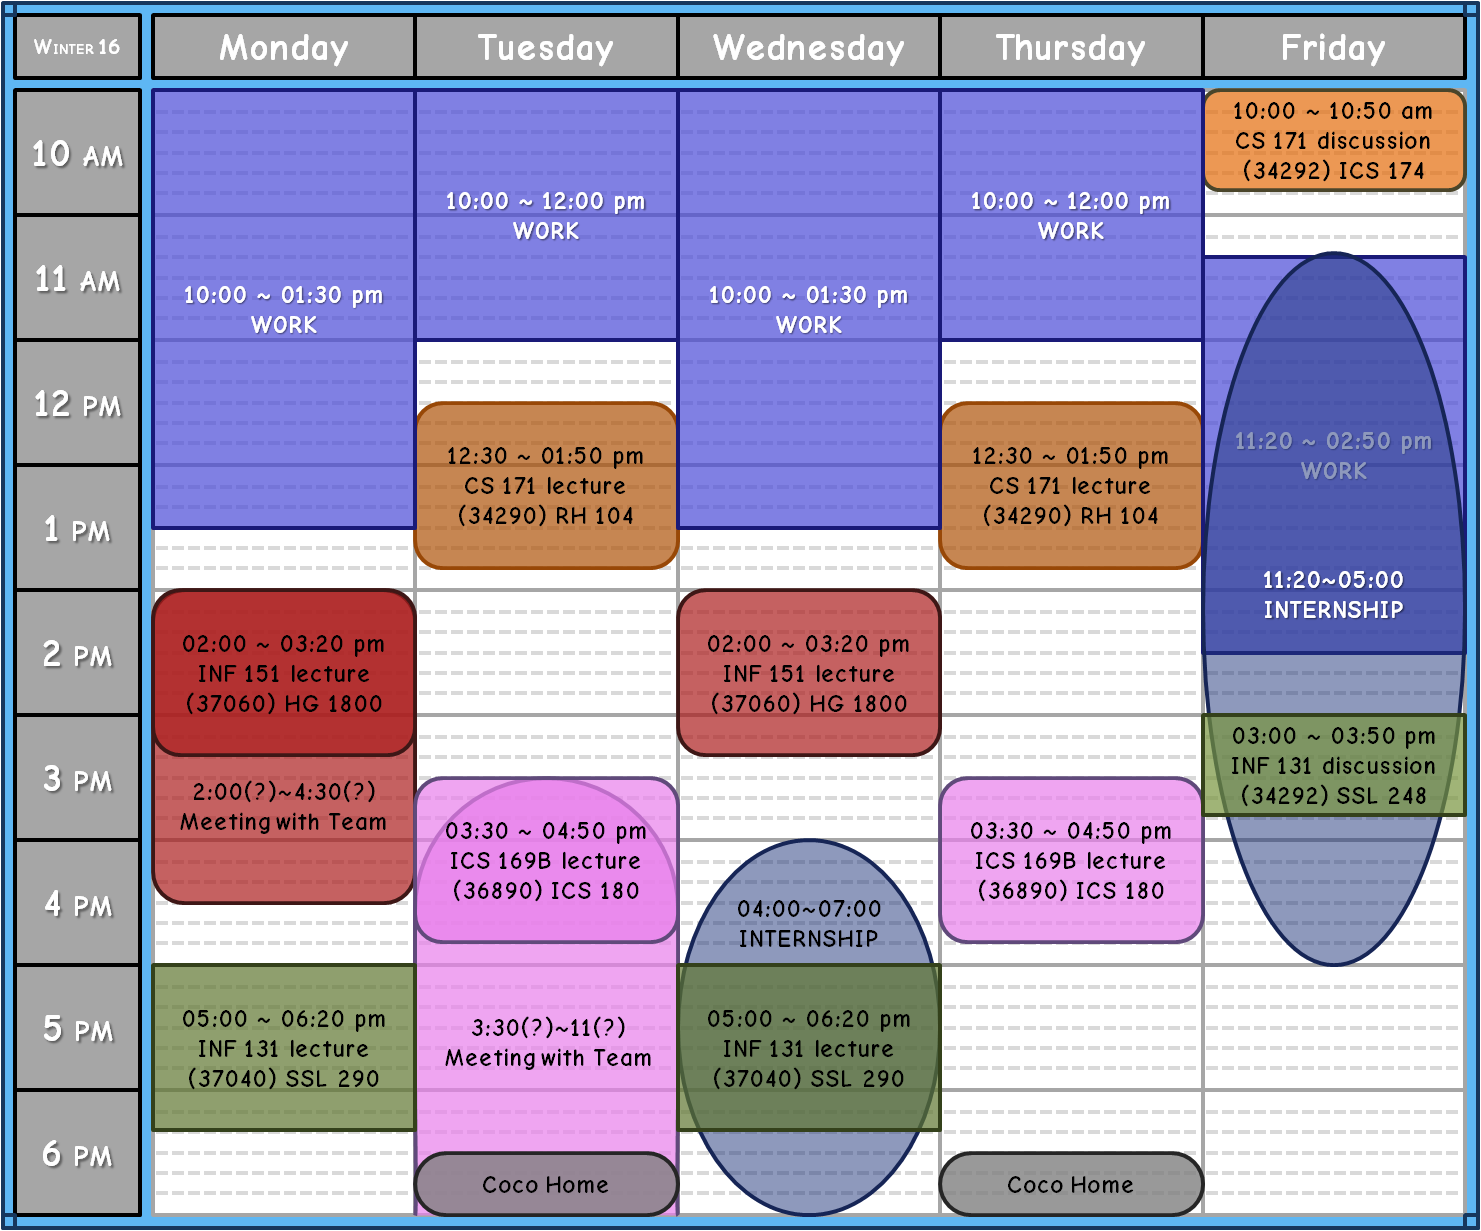 Winter 16
Monday
Tuesday
Wednesday
Thursday
Friday
10 AM
11 AM
12 PM
1 PM
2 PM
3 PM
4 PM
5 PM
6 PM
10:00 ~ 01:30 pm
WORK
02:00 ~ 03:20 pm
INF 151 lecture
(37060) HG 1800
2:00(?)~4:30(?)
Meeting with Team
05:00 ~ 06:20 pm
INF 131 lecture
(37040) SSL 290
10:00 ~ 12:00 pm
WORK
12:30 ~ 01:50 pm
CS 171 lecture
(34290) RH 104
03:30 ~ 04:50 pm
ICS 169B lecture
(36890) ICS 180
3:30(?)~11(?)
Meeting with Team
Coco Home
10:00 ~ 01:30 pm
WORK
02:00 ~ 03:20 pm
INF 151 lecture
(37060) HG 1800
04:00~07:00
INTERNSHIP
05:00 ~ 06:20 pm
INF 131 lecture
(37040) SSL 290
10:00 ~ 12:00 pm
WORK
12:30 ~ 01:50 pm
CS 171 lecture
(34290) RH 104
03:30 ~ 04:50 pm
ICS 169B lecture
(36890) ICS 180
Coco Home
10:00 ~ 10:50 am
CS 171 discussion
(34292) ICS 174
11:20 ~ 02:50 pm
WORK
11:20~05:00
INTERNSHIP
03:00 ~ 03:50 pm
INF 131 discussion
(34292) SSL 248